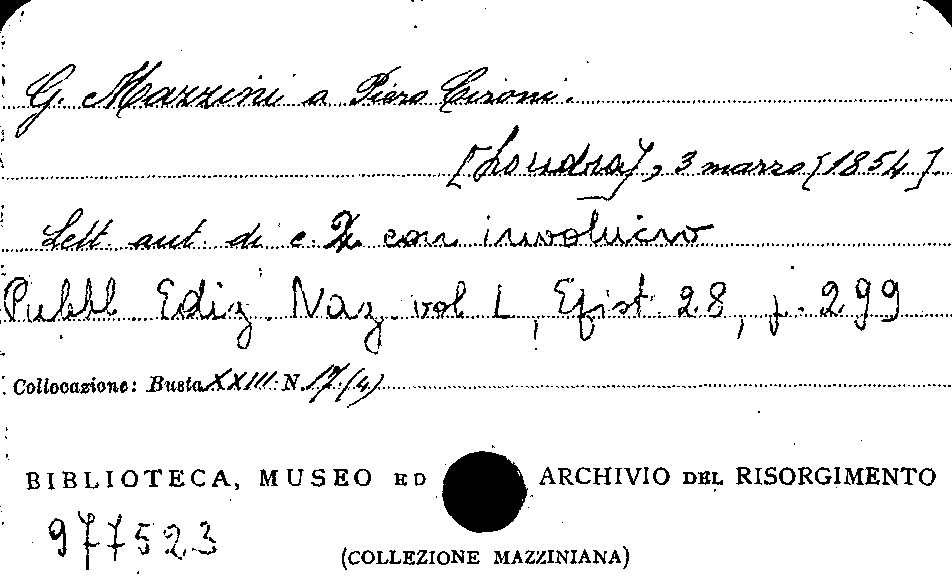 G. Mazzini a Piero Cironi.
[Londra], 3 marzo [1854].
Lett. aut. di c. 2 con involucro
Pubbl. Ediz. Naz. vol L, Epist. 28, p. 299
Collocazione: Busta XXIII N. 17 (4)
BIBLIOTECA, MUSEO ED ARCHIVIO DEL RISORGIMENTO
977523
(COLLEZIONE MAZZINIANA)